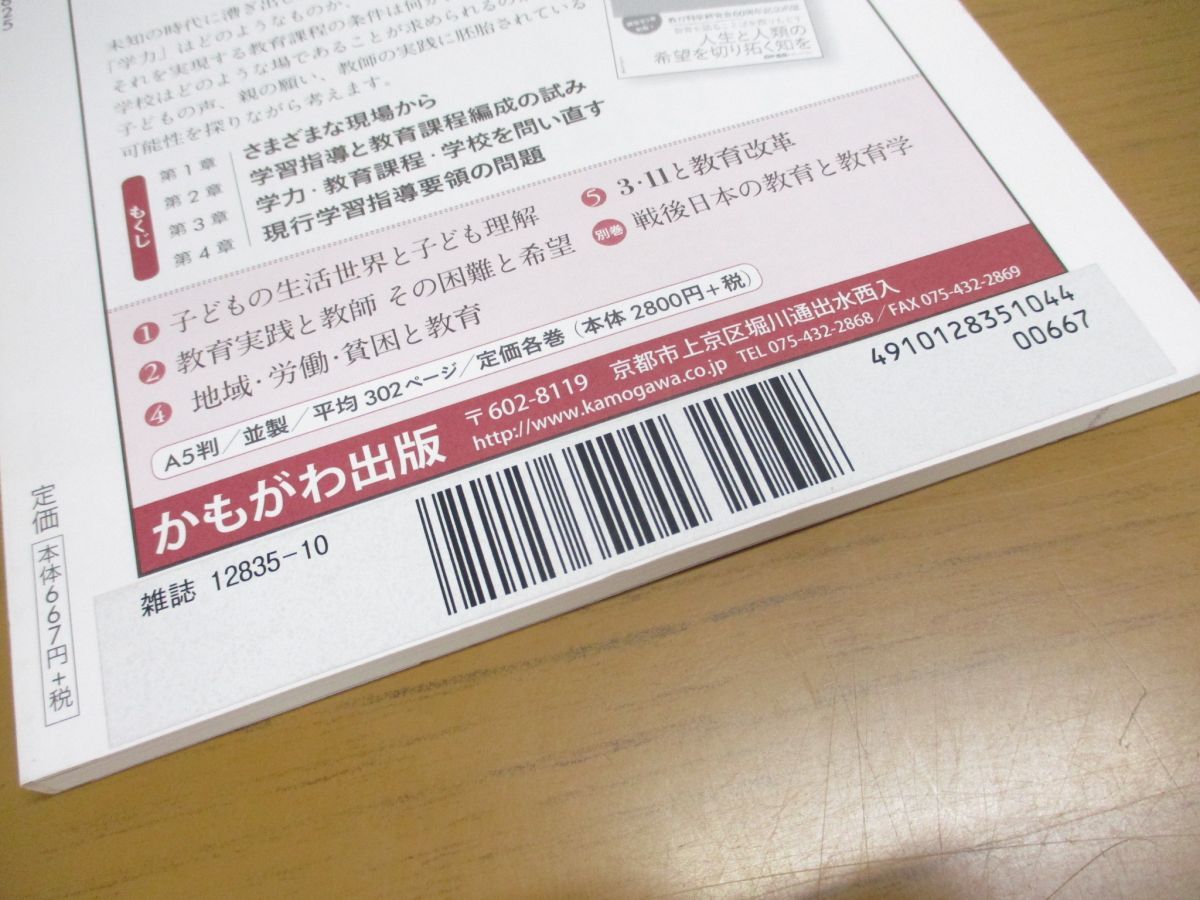 未知の時代に漕ぎ出し
「学力」はどのようなものか、
それを実現する教育課程の条件は何か、
学校はどのような場であることが求められるのか
子どもの声、親の願い、教師の実践に胚胎されている
可能性を探りながら考えます。
人生と人類の
希望を切り拓く知を
もくじ
第1章 さまざまな現場から
第2章 学習指導と教育課程編成の試み
第3章 学力・教育課程・学校を問い直す
第4章 現行学習指導要領の問題
1 子どもの生活世界と子ども理解
2 教育実践と教師 その困難と希望
4 地域・労働・貧困と教育
5 3・11と教育改革
別巻 戦後日本の教育と教育学
A5判/並製/平均 302ページ/定価各巻(本体 2800円+税)
かもがわ出版
〒602-8119 京都市上京区堀川通出水西入
http://www.kamogawa.co.jp TEL 075-432-2868/FAX 075-432-2869
4910128351044
00667
雑誌 12835-10
定価 本体667円+税